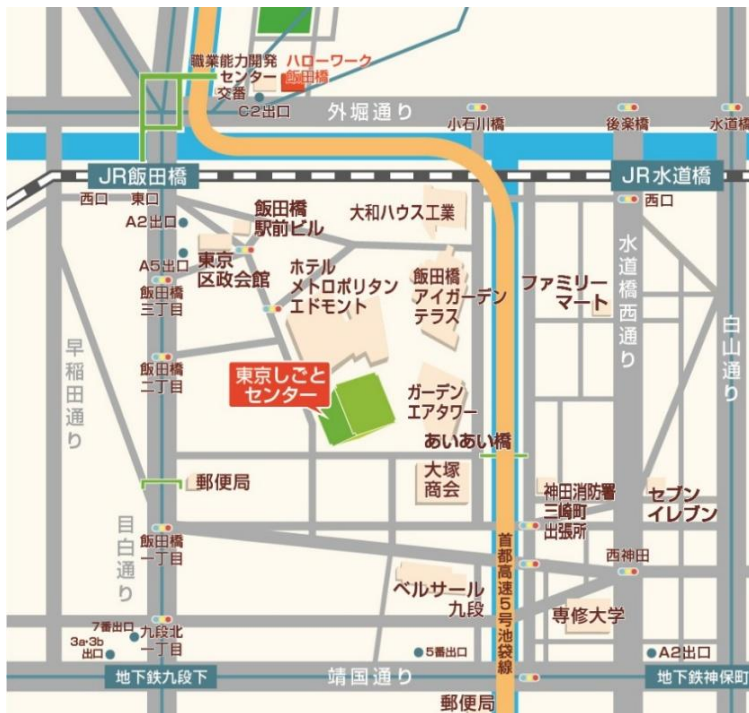 職業能力開発
センター
ハローワーク
飯田橋
交番
C2出口
外堀通り
小石川橋
後楽橋
水道橋
JR飯田橋
JR水道橋
西口
東口
西口
A2出口
飯田橋
駅前ビル
大和ハウス工業
A5出口
東京
区政会館
ホテル
メトロポリタン
エドモント
飯田橋
アイガーデン
テラス
ファミリー
マート
水道橋西通り
白山通り
飯田橋
三丁目
早稲田通り
飯田橋
二丁目
東京しごと
センター
ガーデン
エアタワー
あいあい橋
大塚
商会
郵便局
神田消防署
三崎町
出張所
セブン
イレブン
目白通り
飯田橋
一丁目
首都高速5号池袋線
西神田
ベルサール
九段
専修大学
7番出口
九段北
一丁目
3a・3b
出口
5番出口
A2出口
地下鉄九段下
靖国通り
地下鉄神保町
郵便局